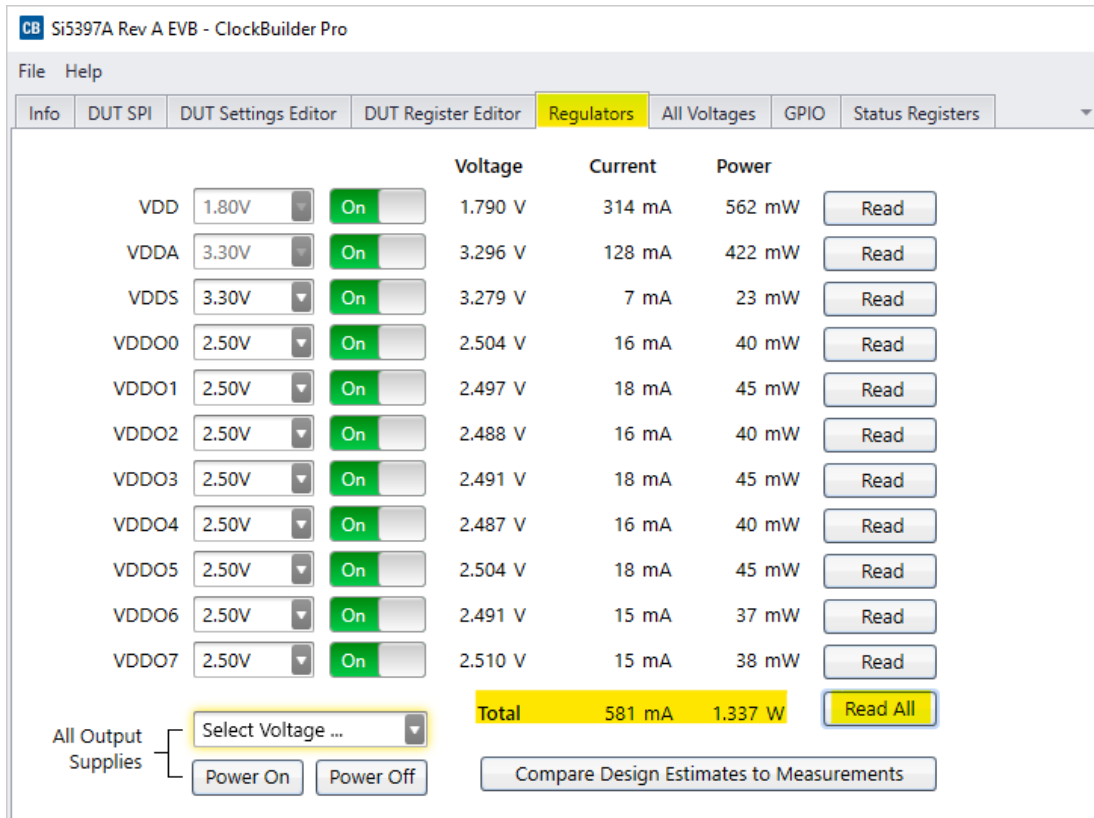 CB Si5397A Rev A EVB - ClockBuilder Pro
File Help
Info DUT SPI DUT Settings Editor DUT Register Editor Regulators All Voltages GPIO Status Registers
Voltage Current Power
VDD 1.80V On 1.790 V 314 mA 562 mW Read
VDDA 3.30V On 3.296 V 128 mA 422 mW Read
VDDS 3.30V On 3.279 V 7 mA 23 mW Read
VDDO0 2.50V On 2.504 V 16 mA 40 mW Read
VDDO1 2.50V On 2.497 V 18 mA 45 mW Read
VDDO2 2.50V On 2.488 V 16 mA 40 mW Read
VDDO3 2.50V On 2.491 V 18 mA 45 mW Read
VDDO4 2.50V On 2.487 V 16 mA 40 mW Read
VDDO5 2.50V On 2.504 V 18 mA 45 mW Read
VDDO6 2.50V On 2.491 V 15 mA 37 mW Read
VDDO7 2.50V On 2.510 V 15 mA 38 mW Read
Total 581 mA 1.337 W Read All
All Output
Supplies
Select Voltage ...
Power On Power Off
Compare Design Estimates to Measurements